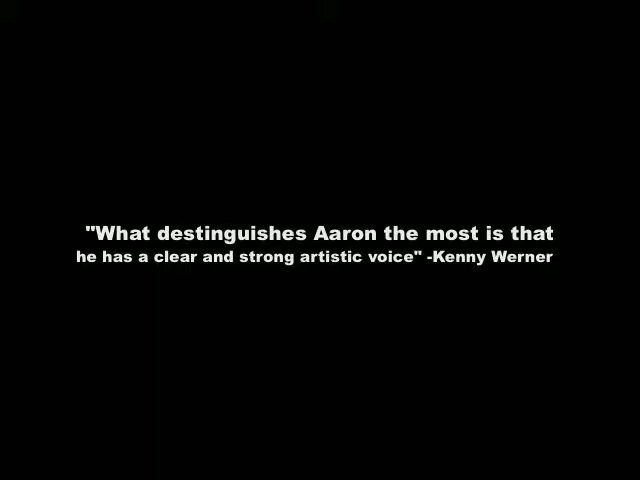 "What destinguishes Aaron the most is that
he has a clear and strong artistic voice" -Kenny Werner